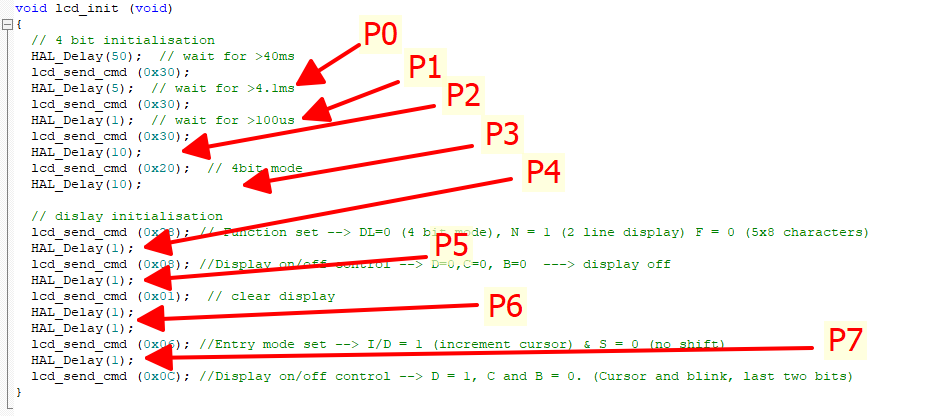 void lcd_init (void)
{
// 4 bit initialisation
HAL_Delay(50);  // wait for >40ms
P0
lcd_send_cmd (0x30);
P1
HAL_Delay(5);  // wait for >4.1ms
P2
lcd_send_cmd (0x30);
HAL_Delay(1);  // wait for >100us
P3
lcd_send_cmd (0x30);
HAL_Delay(10);
P4
lcd_send_cmd (0x20);  // 4bit mode
HAL_Delay(10);
// dislay initialisation
lcd_send_cmd (0x28); // Function set --> DL=0 (4 bit mode), N = 1 (2 line display) F = 0 (5x8 characters)
HAL_Delay(1);
P5
lcd_send_cmd (0x08); //Display on/off control --> D=0,C=0, B=0  ---> display off
HAL_Delay(1);
lcd_send_cmd (0x01);  // clear display
P6
HAL_Delay(1);
HAL_Delay(1);
P7
lcd_send_cmd (0x06); //Entry mode set --> I/D = 1 (increment cursor) & S = 0 (no shift)
HAL_Delay(1);
lcd_send_cmd (0x0C); //Display on/off control --> D = 1, C and B = 0. (Cursor and blink, last two bits)
}